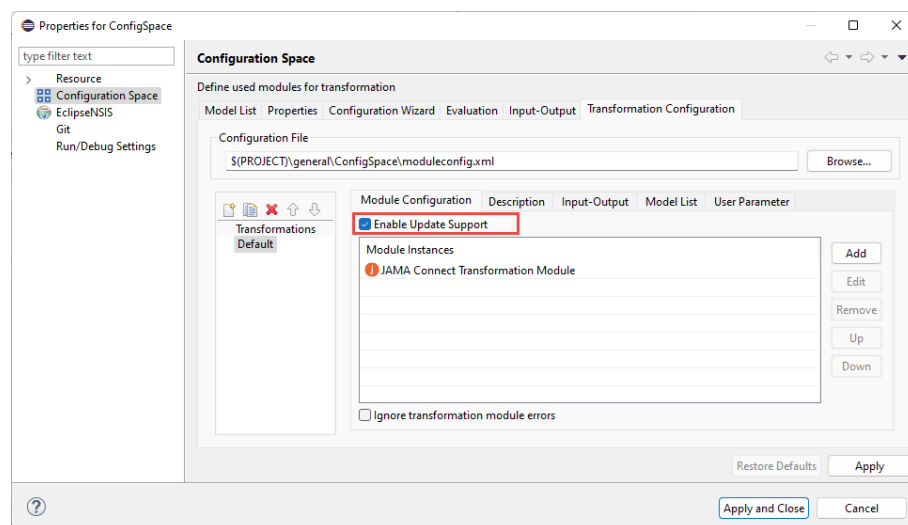 Properties for ConfigSpace
type filter text
Resource
Configuration Space
EclipseNSIS
Git
Run/Debug Settings
Configuration Space
Define used modules for transformation
Model List Properties Configuration Wizard Evaluation Input-Output Transformation Configuration
Configuration File
$(PROJECT)\general\ConfigSpace\moduleconfig.xml Browse...
Transformations
Default
Module Configuration Description Input-Output Model List User Parameter
Enable Update Support
Module Instances
JAMA Connect Transformation Module
Add
Edit
Remove
Up
Down
Ignore transformation module errors
Restore Defaults Apply
Apply and Close Cancel